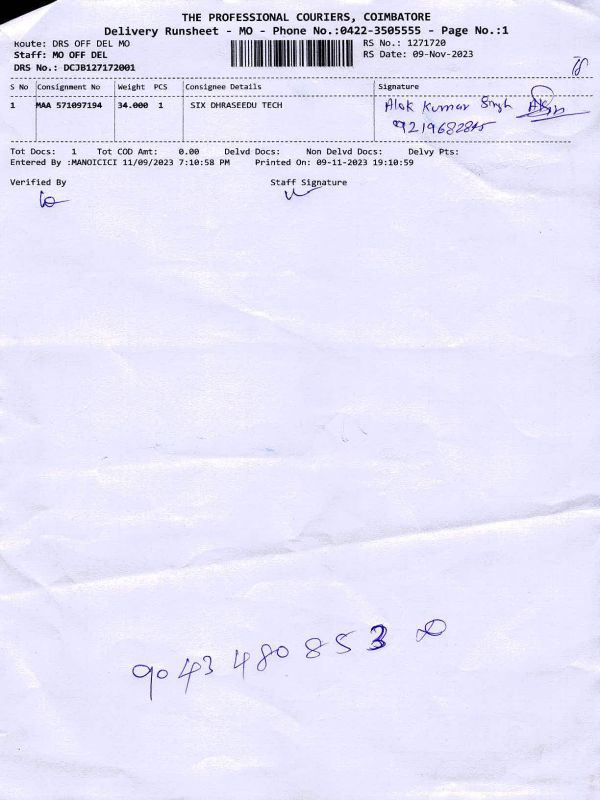 THE PROFESSIONAL COURIERS, COIMBATORE
Delivery Runsheet - MO - Phone No.:0422-3505555 - Page No.:1
Route: DRS OFF DEL MO
RS No.: 1271720
Staff: MO OFF DEL
RS Date: 09-Nov-2023
DRS No.: DCJB127172001
S No Consignment No Weight PCS Consignee Details Signature
1 MAA 571097194 34.000 1 SIX DHRASEEDU TECH Alok Kumar Singh
9219682845
Tot Docs: 1 Tot COD Amt: 0.00 Delvd Docs: Non Delvd Docs: Delvy Pts:
Entered By :MANOICICI 11/09/2023 7:10:58 PM Printed On: 09-11-2023 19:10:59
Verified By Staff Signature
9043480853